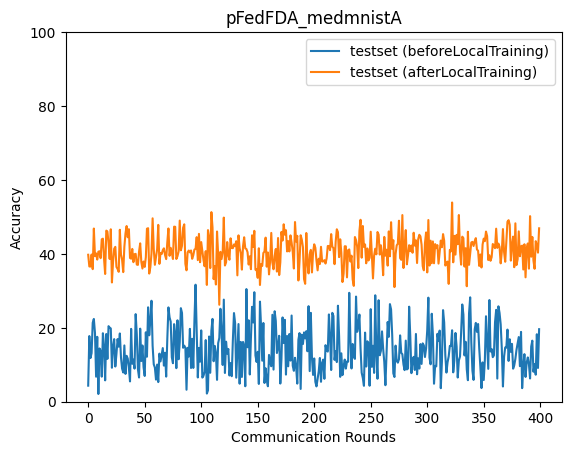 pFedFDA_medmnistA
testset (beforeLocalTraining)
testset (afterLocalTraining)
Accuracy
100
80
60
40
20
0
0 50 100 150 200 250 300 350 400
Communication Rounds